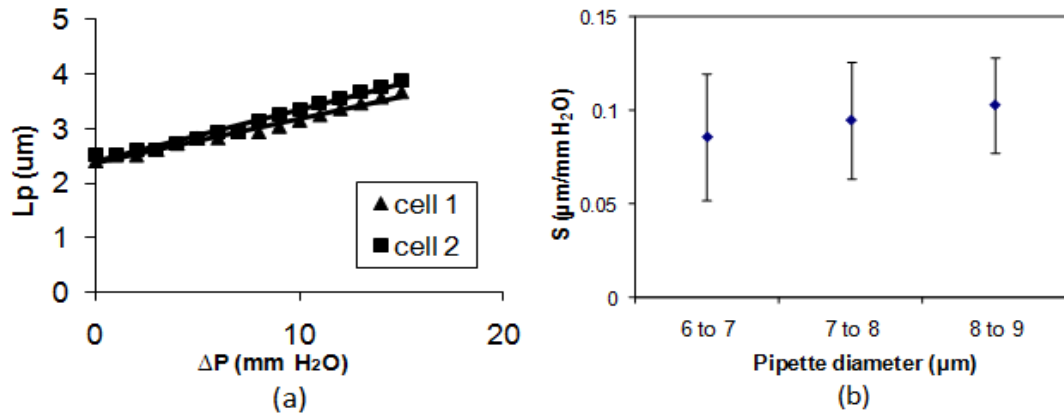 5
4
3
2
1
0
Lp (um)
0
10
20
ΔP (mm H₂O)
cell 1
cell 2
(a)
0.15
0.1
0.05
0
S (µm/mm H₂O)
6 to 7
7 to 8
8 to 9
Pipette diameter (µm)
(b)